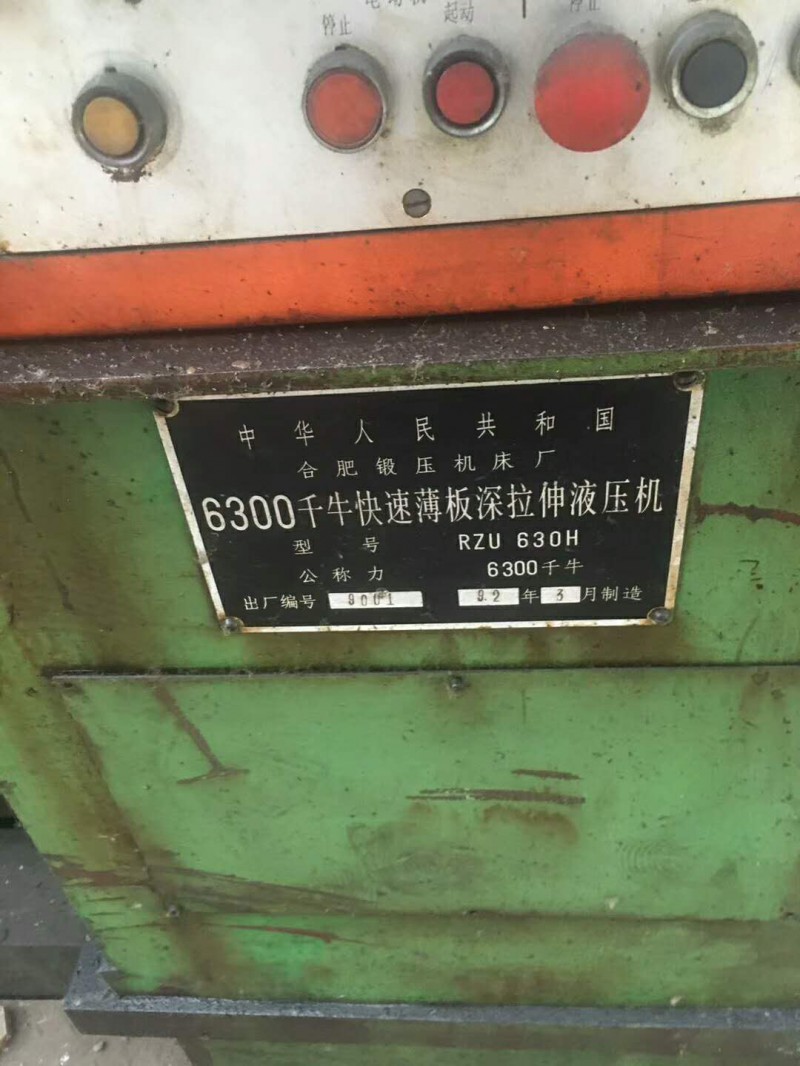 停止
起动
停止
中华人民共和国
合肥锻压机床厂
6300千牛快速薄板深拉伸液压机
型号 RZU 630H
公称力 6300千牛
出厂编号 9001 92年3月制造